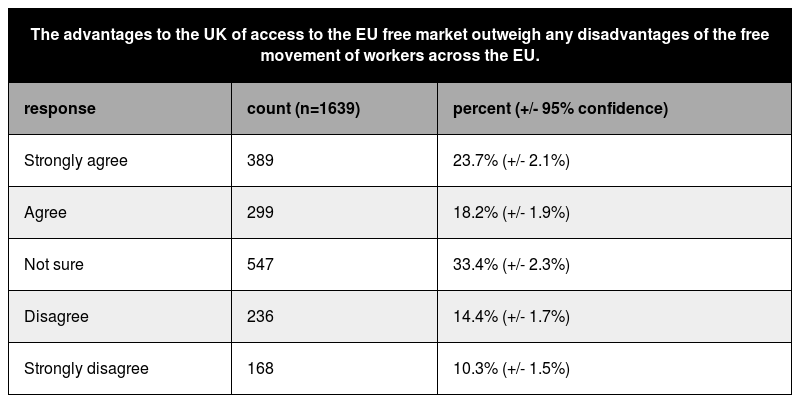 The advantages to the UK of access to the EU free market outweigh any disadvantages of the free
movement of workers across the EU.
response count (n=1639) percent (+/- 95% confidence)
Strongly agree 389 23.7% (+/- 2.1%)
Agree 299 18.2% (+/- 1.9%)
Not sure 547 33.4% (+/- 2.3%)
Disagree 236 14.4% (+/- 1.7%)
Strongly disagree 168 10.3% (+/- 1.5%)